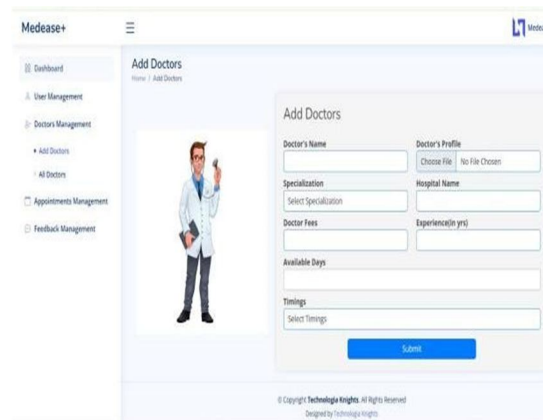 Medease+
Medea
Dashboard
User Management
Doctors Management
Add Doctors
All Doctors
Appointments Management
Feedback Management
Add Doctors
Home / Add Doctors
Add Doctors
Doctor's Name
Doctor's Profile
Choose File No File Chosen
Specialization
Hospital Name
Select Specialization
Doctor Fees
Experience(in yrs)
Available Days
Timings
Select Timings
Submit
© Copyright Technologia Knights. All Rights Reserved
Designed by Technologia Knights